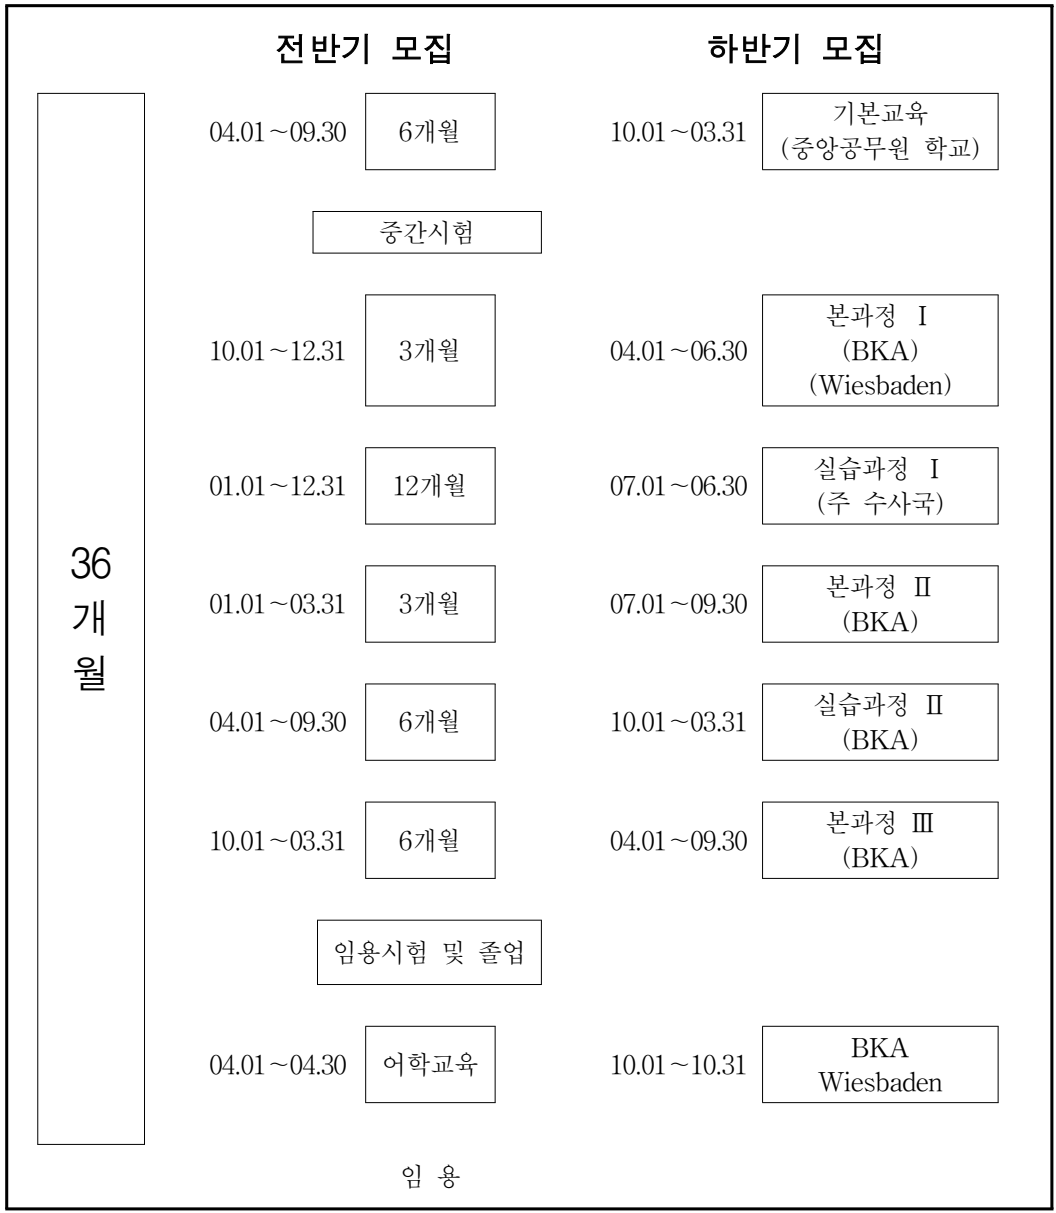 전반기 모집 하반기 모집
04.01~09.30 6개월 10.01~03.31 기본교육
(중앙공무원 학교)
중간시험
10.01~12.31 3개월 04.01~06.30 본과정 Ⅰ
(BKA)
(Wiesbaden)
01.01~12.31 12개월 07.01~06.30 실습과정 Ⅰ
(주 수사국)
36
개
월
01.01~03.31 3개월 07.01~09.30 본과정 Ⅱ
(BKA)
04.01~09.30 6개월 10.01~03.31 실습과정 Ⅱ
(BKA)
10.01~03.31 6개월 04.01~09.30 본과정 Ⅲ
(BKA)
임용시험 및 졸업
04.01~04.30 어학교육 10.01~10.31 BKA
Wiesbaden
임 용